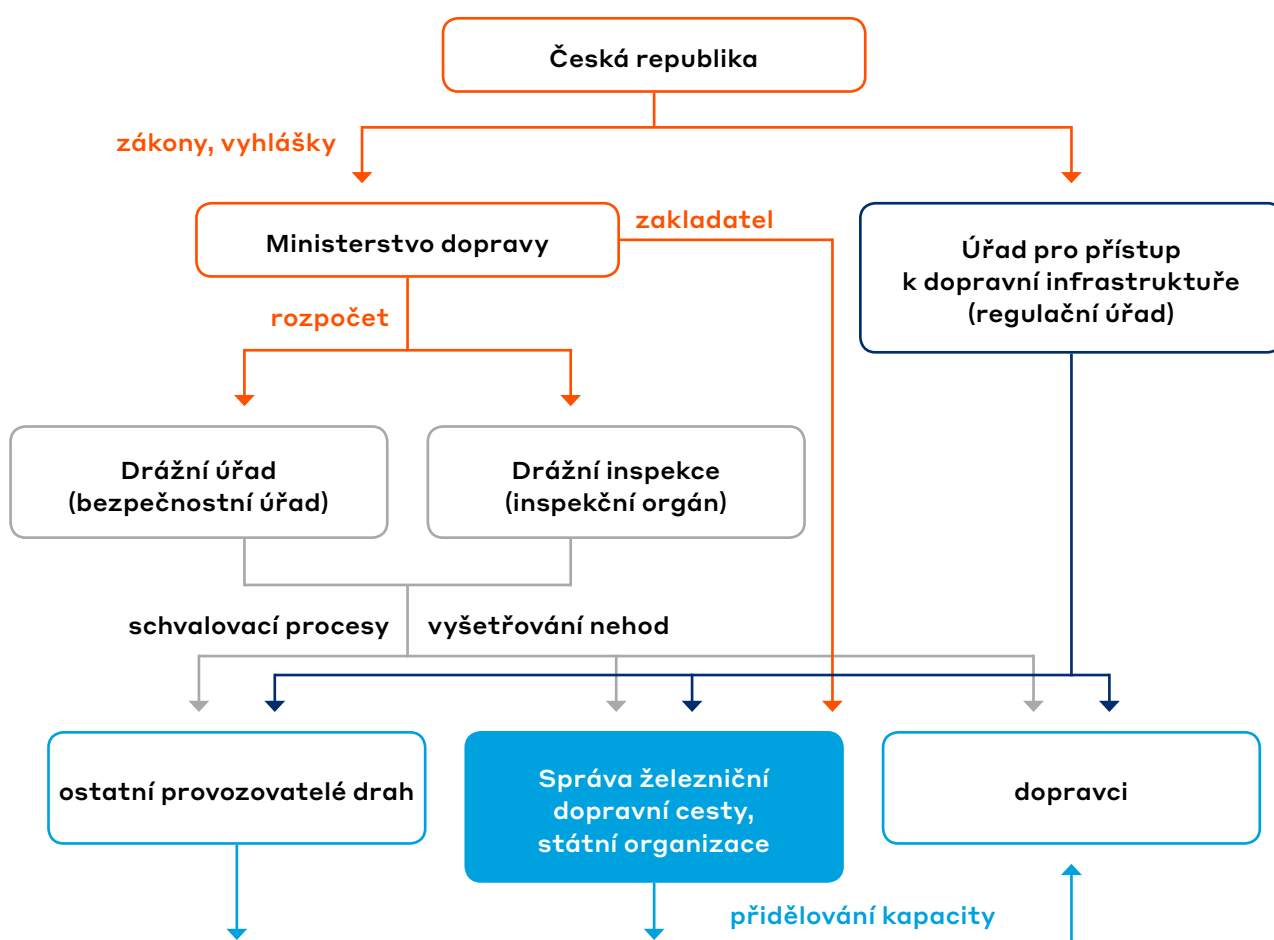 Česká republika
zákony, vyhlášky
zakladatel
Ministerstvo dopravy
Úřad pro přístup
k dopravní infrastruktuře
(regulační úřad)
rozpočet
Drážní úřad
(bezpečnostní úřad)
Drážní inspekce
(inspekční orgán)
schvalovací procesy
vyšetřování nehod
ostatní provozovatelé drah
Správa železniční
dopravní cesty,
státní organizace
dopravci
přidělování kapacity